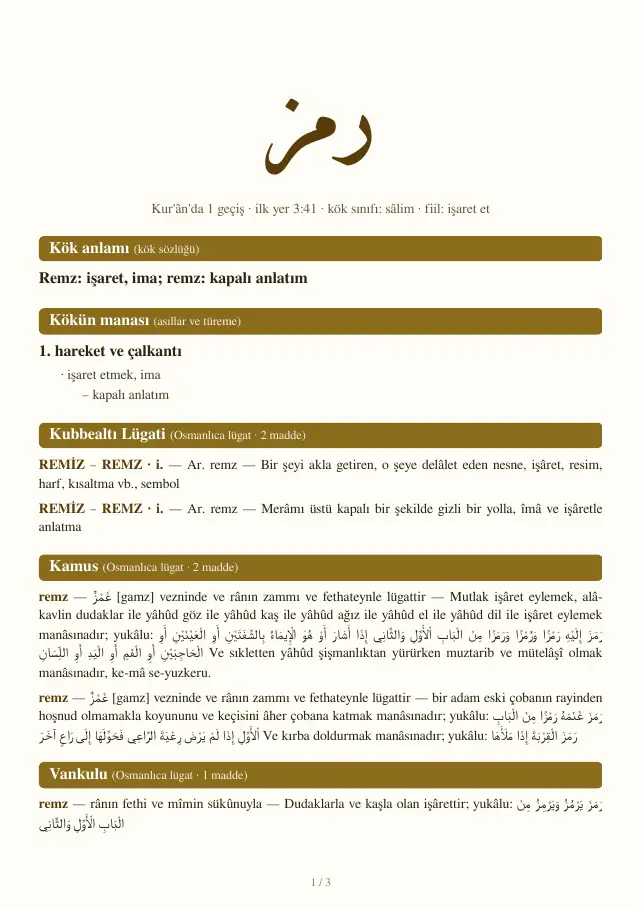 رمز
Kur'ân'da 1 geçiş · ilk yer 3:41 · kök sınıfı: sâlim · fiil: işaret et
Kök anlamı (kök sözlüğü)
Remz: işaret, ima; remz: kapalı anlatım
Kökün manası (asıllar ve türeme)
1. hareket ve çalkantı
· işaret etmek, ima
– kapalı anlatım
Kubbealtı Lügati (Osmanlıca lügat · 2 madde)
REMİZ – REMZ · i. — Ar. remz — Bir şeyi akla getiren, o şeye delâlet eden nesne, işâret, resim,
harf, kısaltma vb., sembol
REMİZ – REMZ · i. — Ar. remz — Merâmı üstü kapalı bir şekilde gizli bir yolla, îmâ ve işâretle
anlatma
Kamus (Osmanlıca lügat · 2 madde)
remz — غَمْزٌ [gamz] vezninde ve rânın zammı ve fethateynle lügattir — Mutlak işâret eylemek, alâ-
kavlin dudaklar ile yâhûd göz ile yâhûd kaş ile yâhûd ağız ile yâhûd el ile yâhûd dil ile işâret eylemek
manâsınadır; yukâlu: رَمَزَ إِلَيْهِ رَمْزًا وَرُمْزًا وَرَمَزًا مِنَ الْبَابِ الْأَوَّلِ وَالثَّانِي إِذَا أَشَارَ أَوْ هُوَ الْإِيمَاءُ بِالشَّفَتَيْنِ أَوِ الْعَيْنَيْنِ أَوِ
الْحَاجِبَيْنِ أَوِ الْفَمِ أَوِ الْيَدِ أَوِ اللِّسَانِ Ve sıkletten yâhûd şişmanlıktan yürürken muztarib ve mütelâşî olmak
manâsınadır, ke-mâ se-yuzkeru.
remz — غَمْزٌ [gamz] vezninde ve rânın zammı ve fethateynle lügattir — bir adam eski çobanın rayinden
hoşnud olmamakla koyununu ve keçisini âher çobana katmak manâsınadır; yukâlu: رَمَزَ غَنَمَهُ رَمْزًا مِنَ الْبَابِ
الْأَوَّلِ إِذَا لَمْ يَرْضَ رِعْيَةَ الرَّاعِي فَحَوَّلَهَا إِلَى رَاعٍ آخَرَ Ve kırba doldurmak manâsınadır; yukâlu: رَمَزَ الْقِرْبَةَ إِذَا مَلَأَهَا
Vankulu (Osmanlıca lügat · 1 madde)
remz — rânın fethi ve mîmin sükûnuyla — Dudaklarla ve kaşla olan işârettir; yukâlu: رَمَزَ يَرْمُزُ وَيَرْمِزُ مِنَ
الْبَابِ الْأَوَّلِ وَالثَّانِي
1 / 3